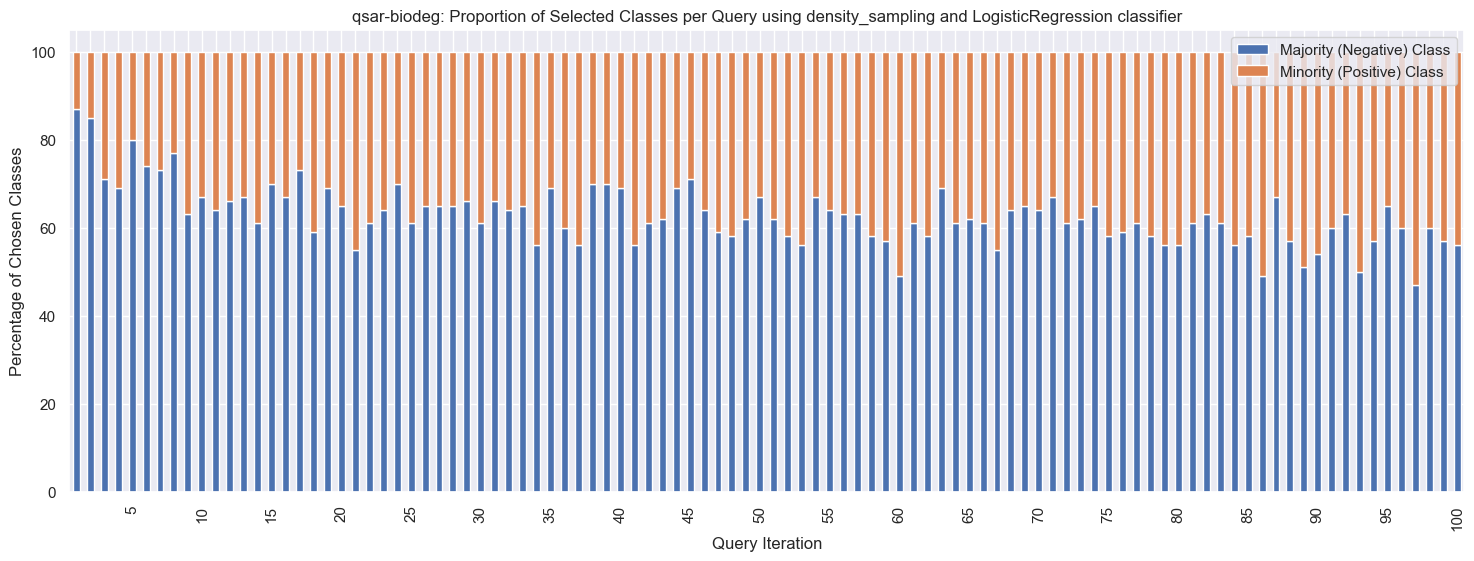 qsar-biodeg: Proportion of Selected Classes per Query using density_sampling and LogisticRegression classifier
Majority (Negative) Class
Minority (Positive) Class
Percentage of Chosen Classes
100
80
60
40
20
0
5 10 15 20 25 30 35 40 45 50 55 60 65 70 75 80 85 90 95 100
Query Iteration